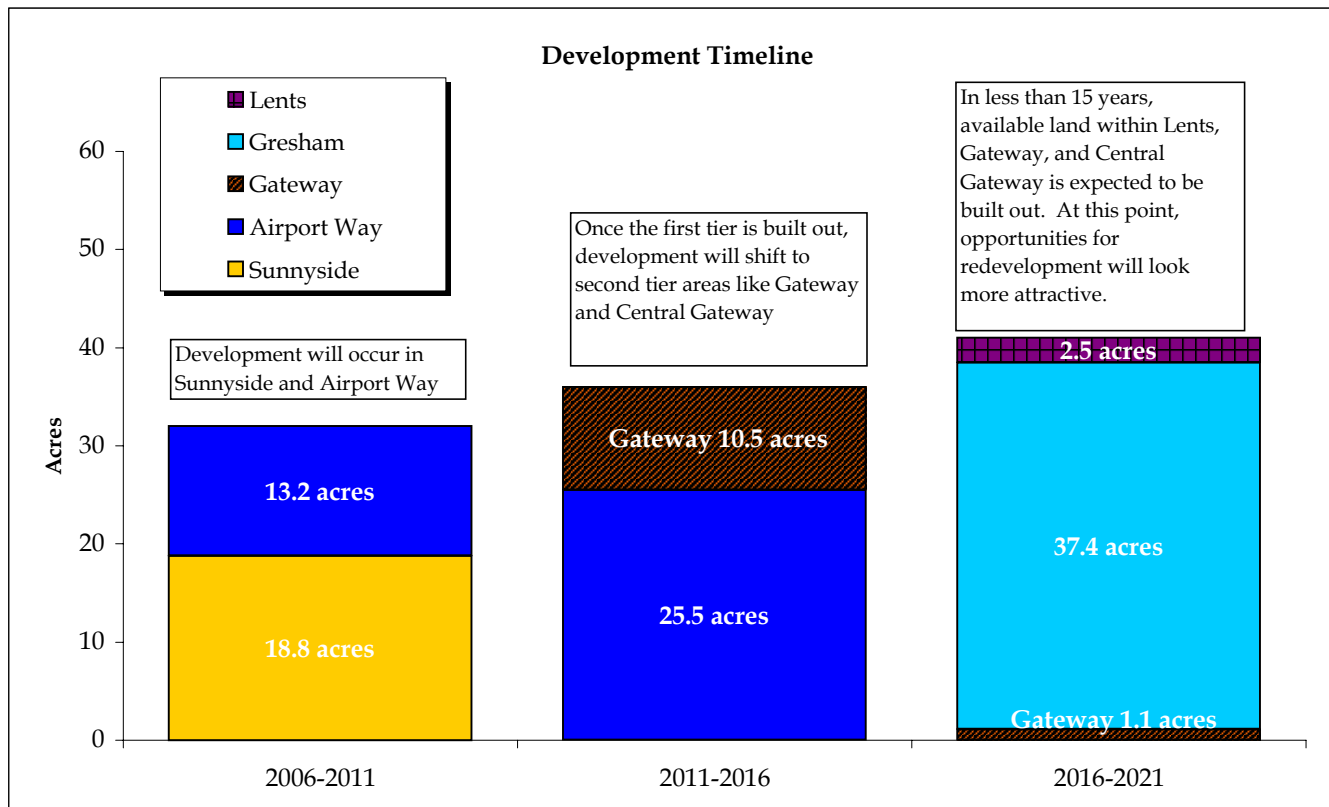 Development Timeline
Lents
Gresham
Gateway
Airport Way
Sunnyside
Development will occur in
Sunnyside and Airport Way
Once the first tier is built out,
development will shift to
second tier areas like Gateway
and Central Gateway
In less than 15 years,
available land within Lents,
Gateway, and Central
Gateway is expected to be
built out.  At this point,
opportunities for
redevelopment will look
more attractive.
Acres
60
50
40
30
20
10
0
13.2 acres
18.8 acres
Gateway 10.5 acres
25.5 acres
2.5 acres
37.4 acres
Gateway 1.1 acres
2006-2011
2011-2016
2016-2021